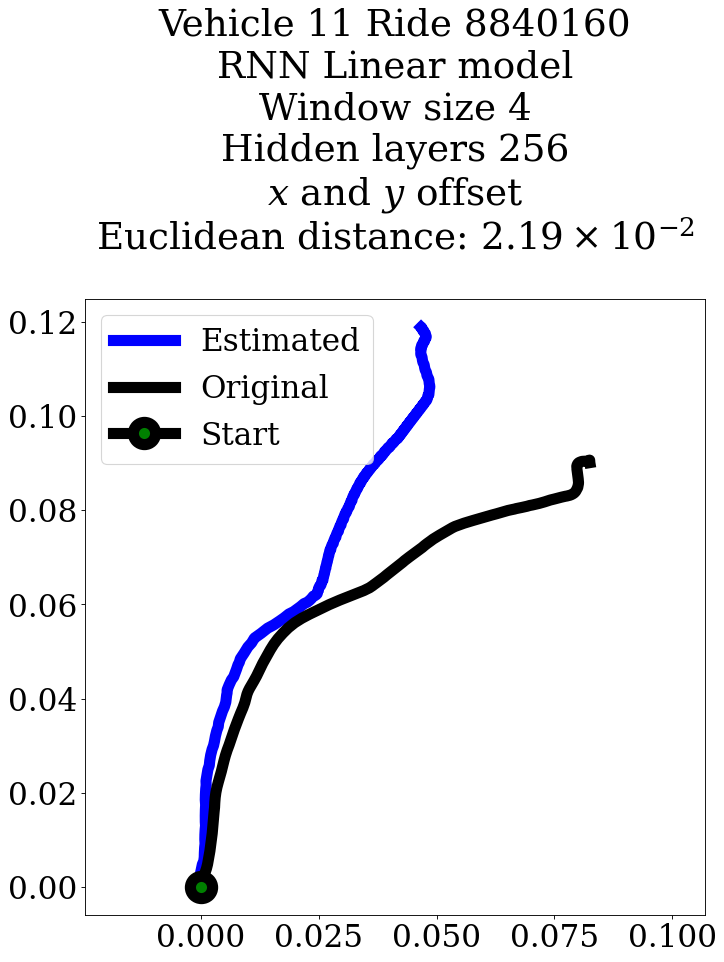 Vehicle 11 Ride 8840160
RNN Linear model
Window size 4
Hidden layers 256
x and y offset
Euclidean distance: 2.19 × 10⁻²
0.12
0.10
0.08
0.06
0.04
0.02
0.00
Estimated
Original
Start
0.000 0.025 0.050 0.075 0.100